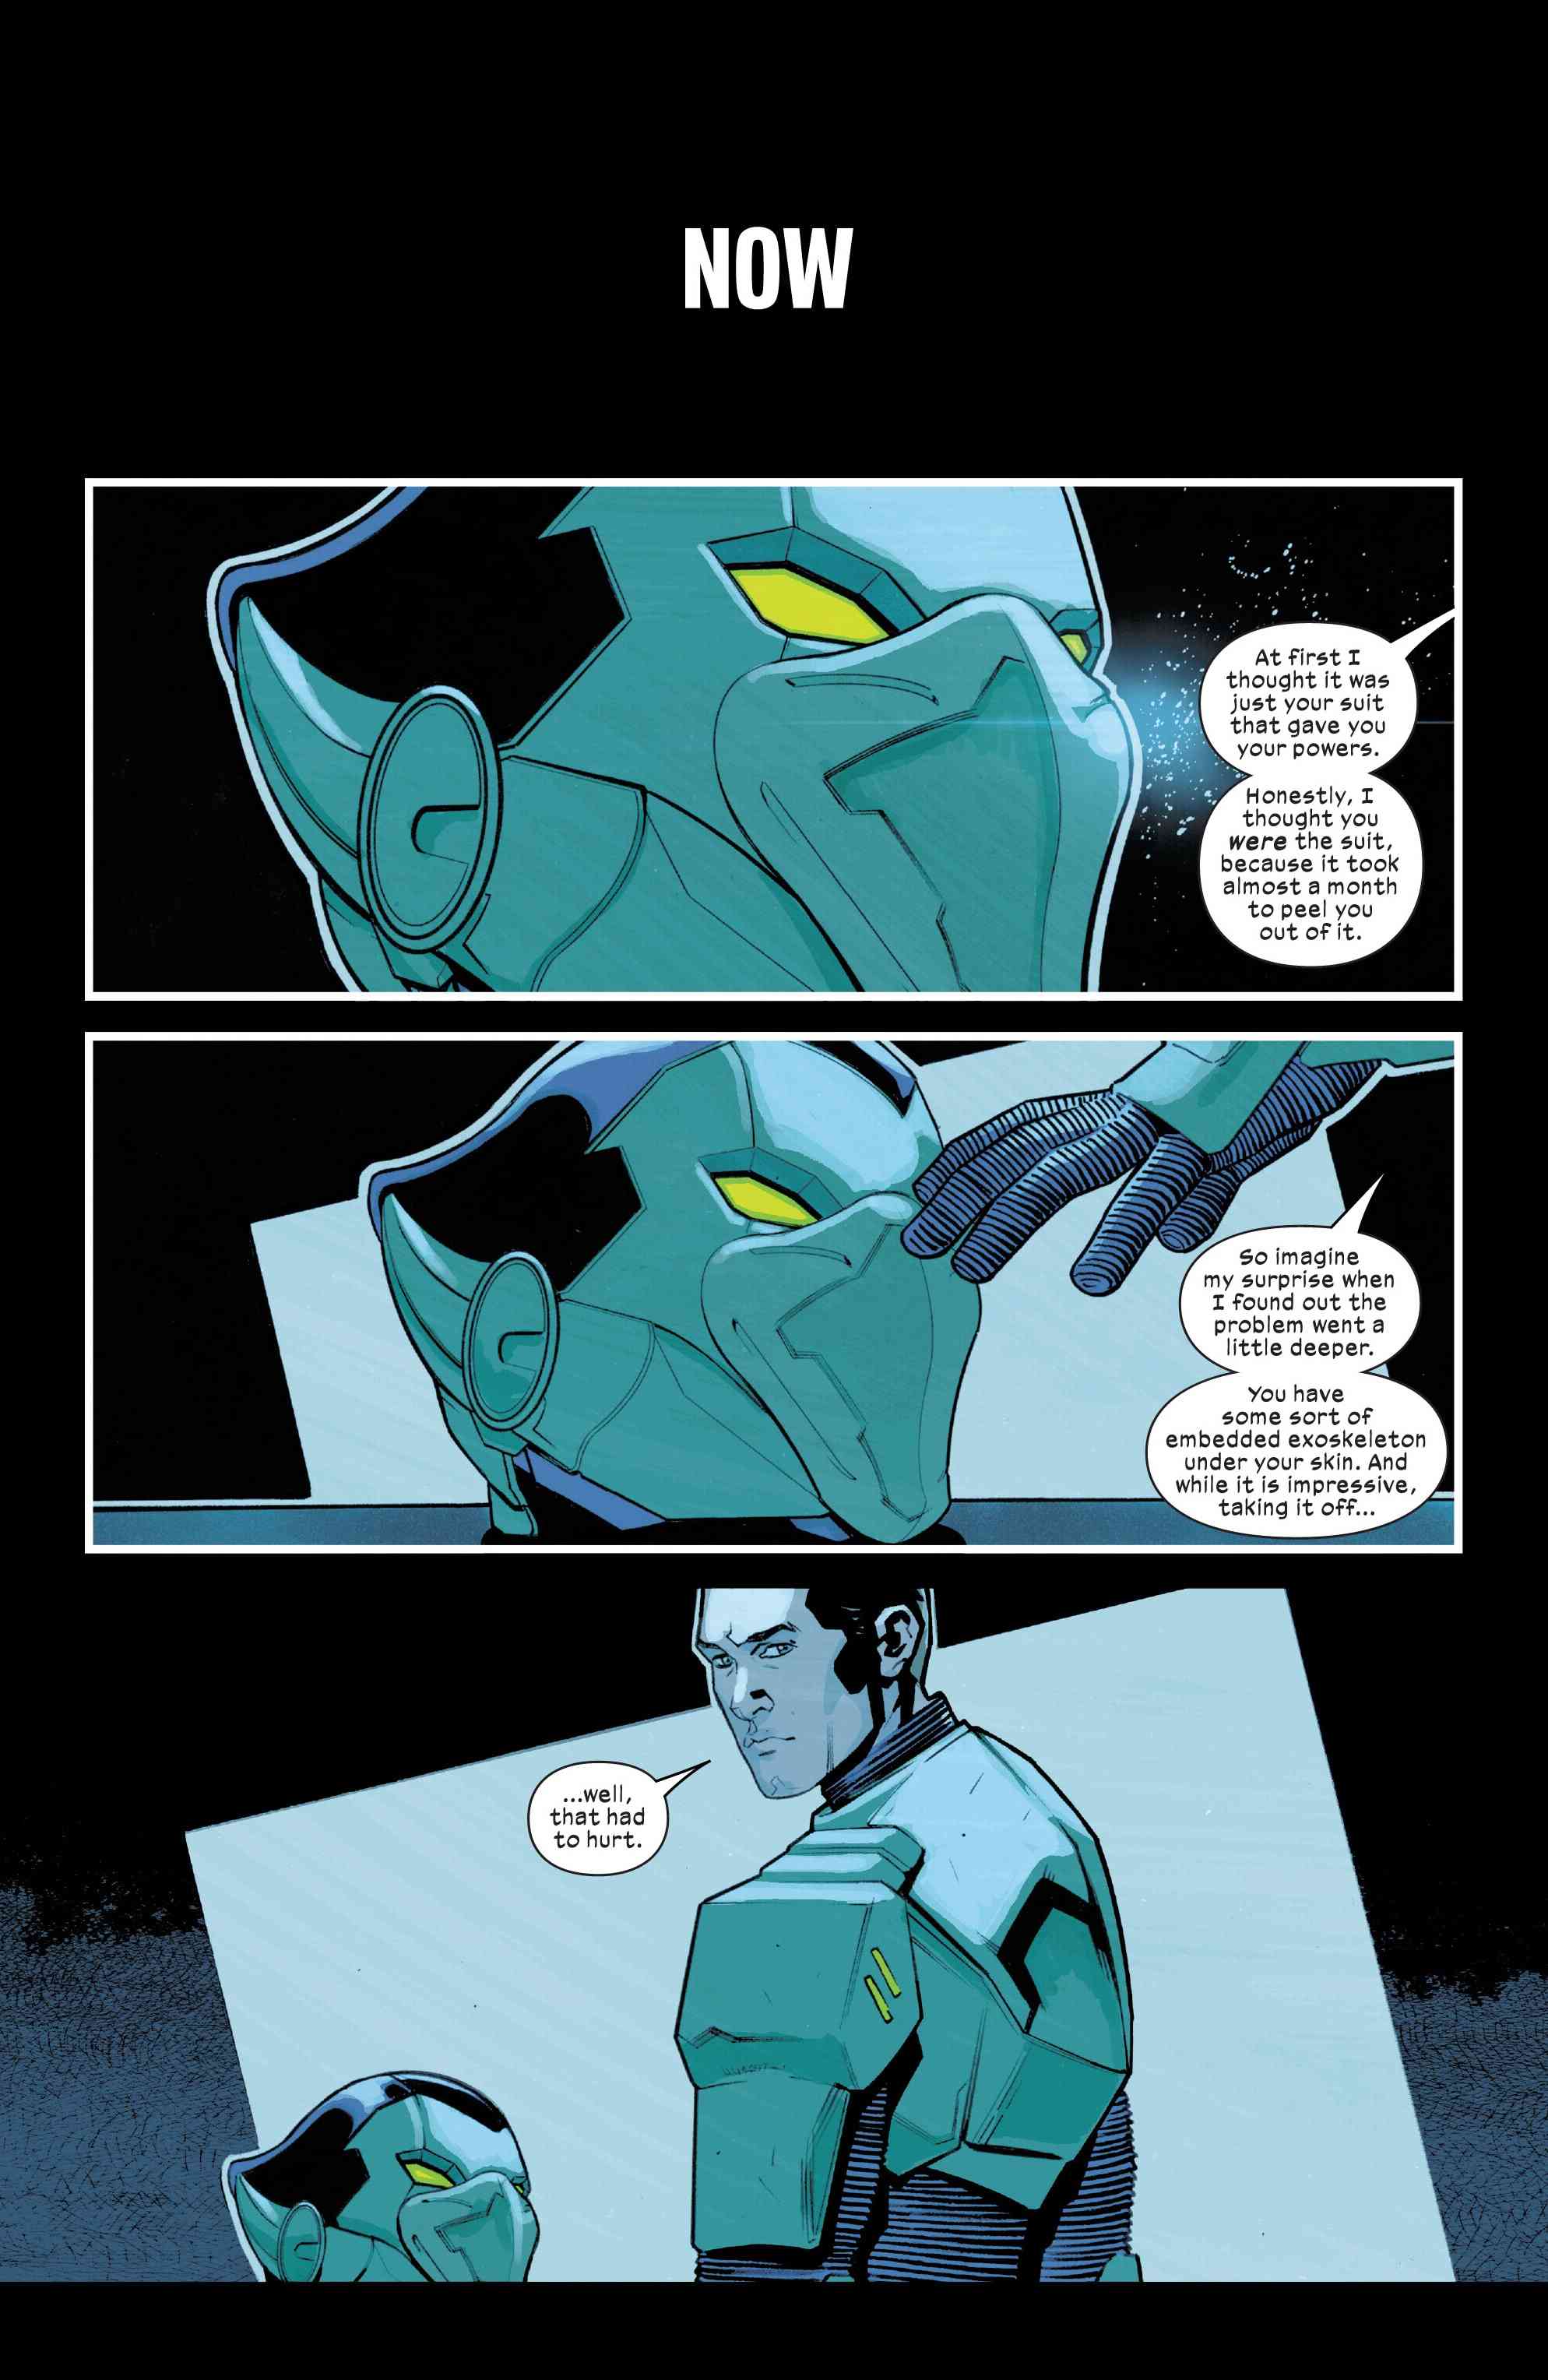 NOW
At first I
thought it was
just your suit
that gave you
your powers.
Honestly, I
thought you
were the suit,
because it took
almost a month
to peel you
out of it.
So imagine
my surprise when
I found out the
problem went a
little deeper.
You have
some sort of
embedded exoskeleton
under your skin. And
while it is impressive,
taking it off...
...well,
that had
to hurt.